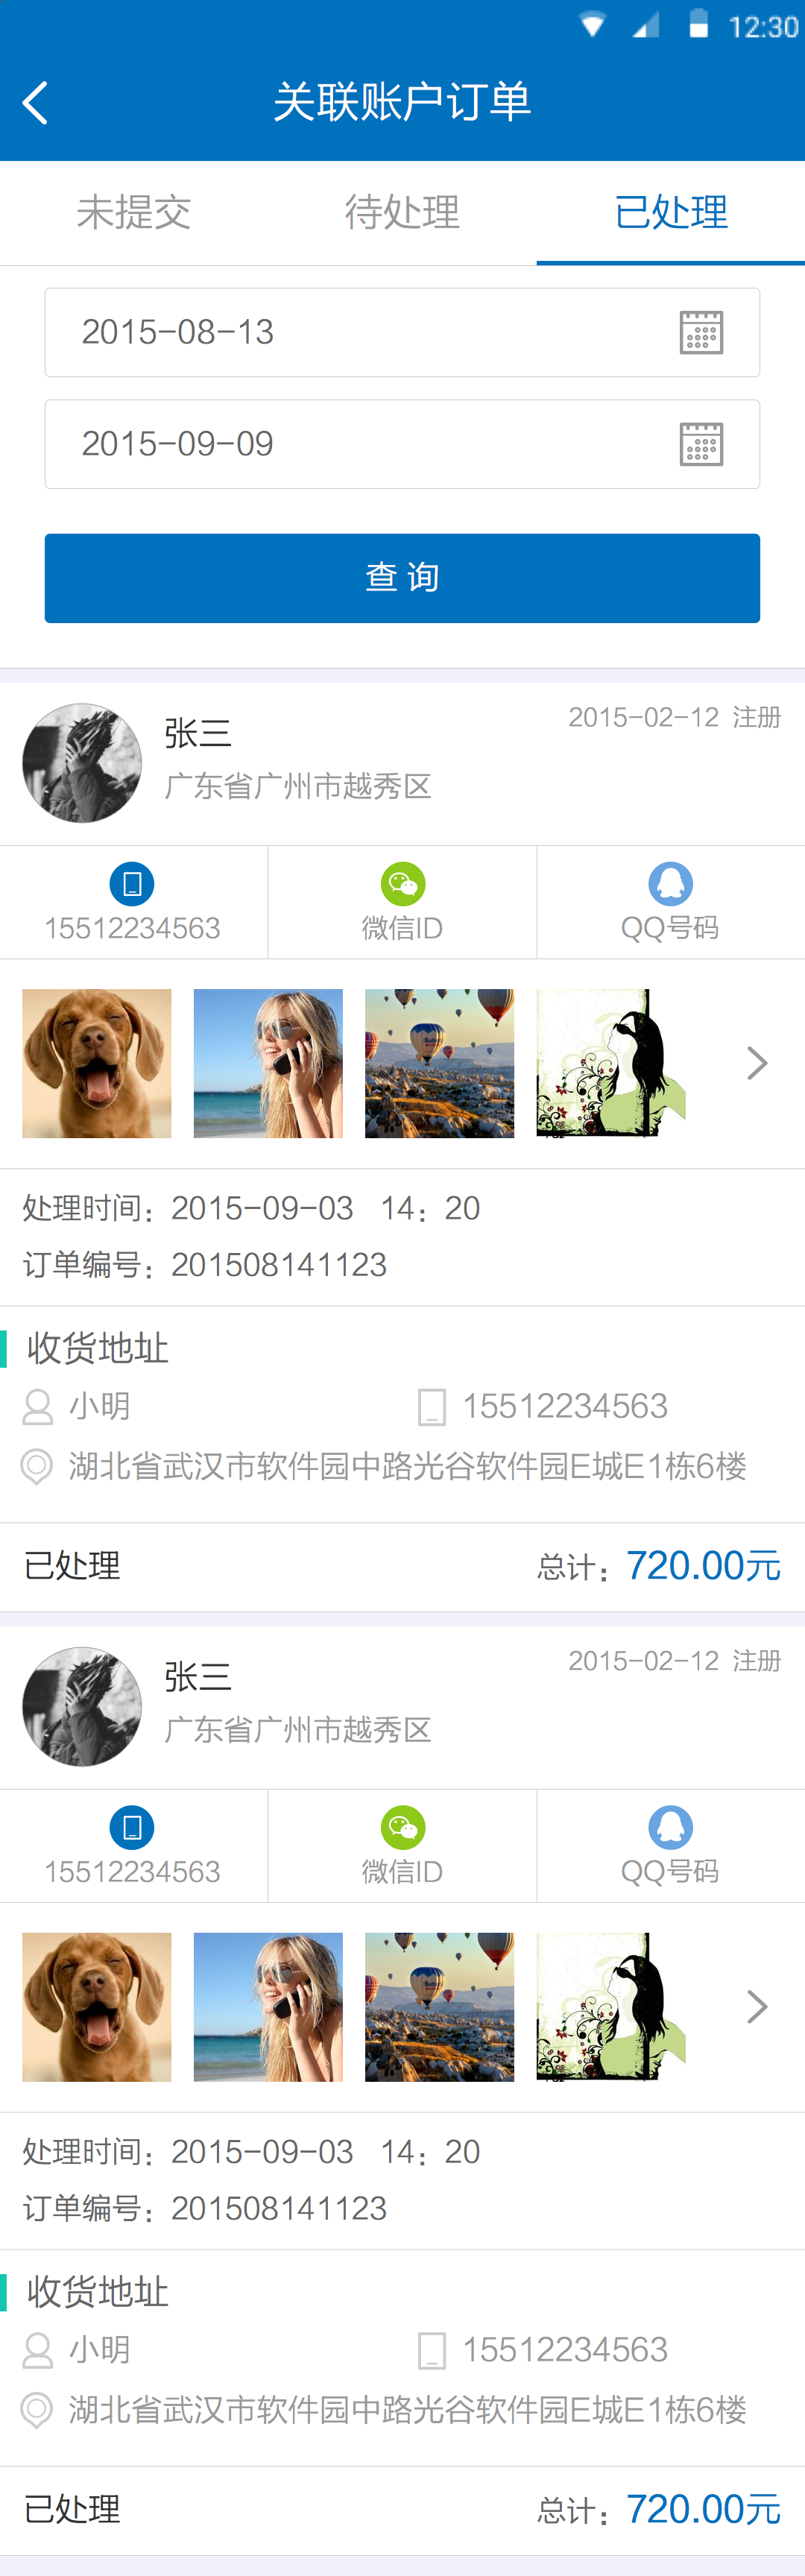 12:30
关联账户订单
未提交 待处理 已处理
2015-08-13
2015-09-09
查 询
张三
2015-02-12 注册
广东省广州市越秀区
15512234563 微信ID QQ号码
处理时间：2015-09-03 14：20
订单编号：201508141123
收货地址
小明 15512234563
湖北省武汉市软件园中路光谷软件园E城E1栋6楼
已处理 总计：720.00元
张三
2015-02-12 注册
广东省广州市越秀区
15512234563 微信ID QQ号码
处理时间：2015-09-03 14：20
订单编号：201508141123
收货地址
小明 15512234563
湖北省武汉市软件园中路光谷软件园E城E1栋6楼
已处理 总计：720.00元